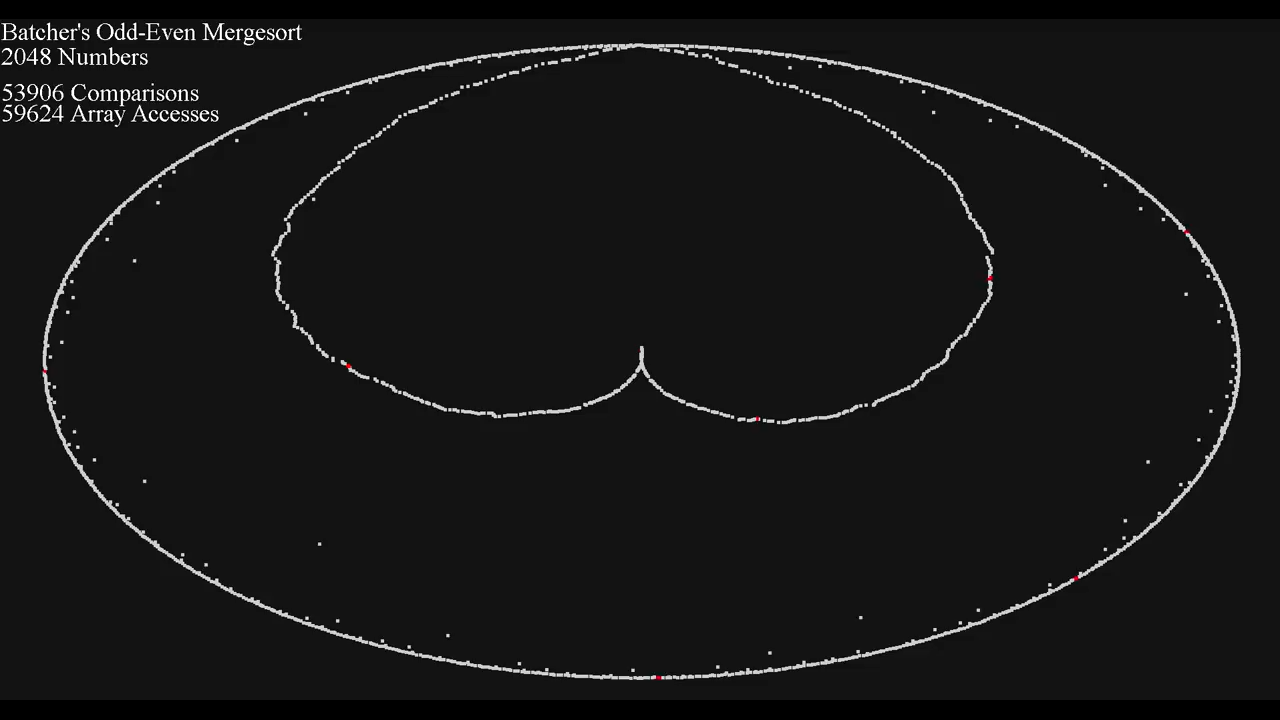 Batcher's Odd-Even Mergesort
2048 Numbers
53906 Comparisons
59624 Array Accesses